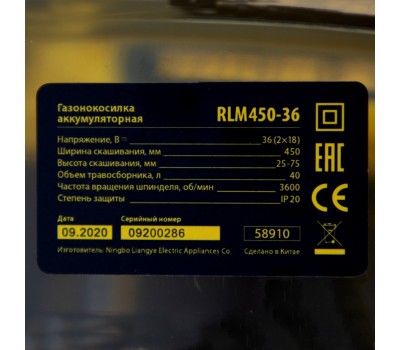 Газонокосилка
аккумуляторная RLM450-36
Напряжение, В= 36 (2×18)
Ширина скашивания, мм 450
Высота скашивания, мм 25-75
Объем травосборника, л 40
Частота вращения шпинделя, об/мин 3600
Степень защиты IP 20
EAC
CE
Дата Серийный номер
09.2020 09200286 58910
Изготовитель: Ningbo Liangye Electric Appliances Co. Сделано в Китае